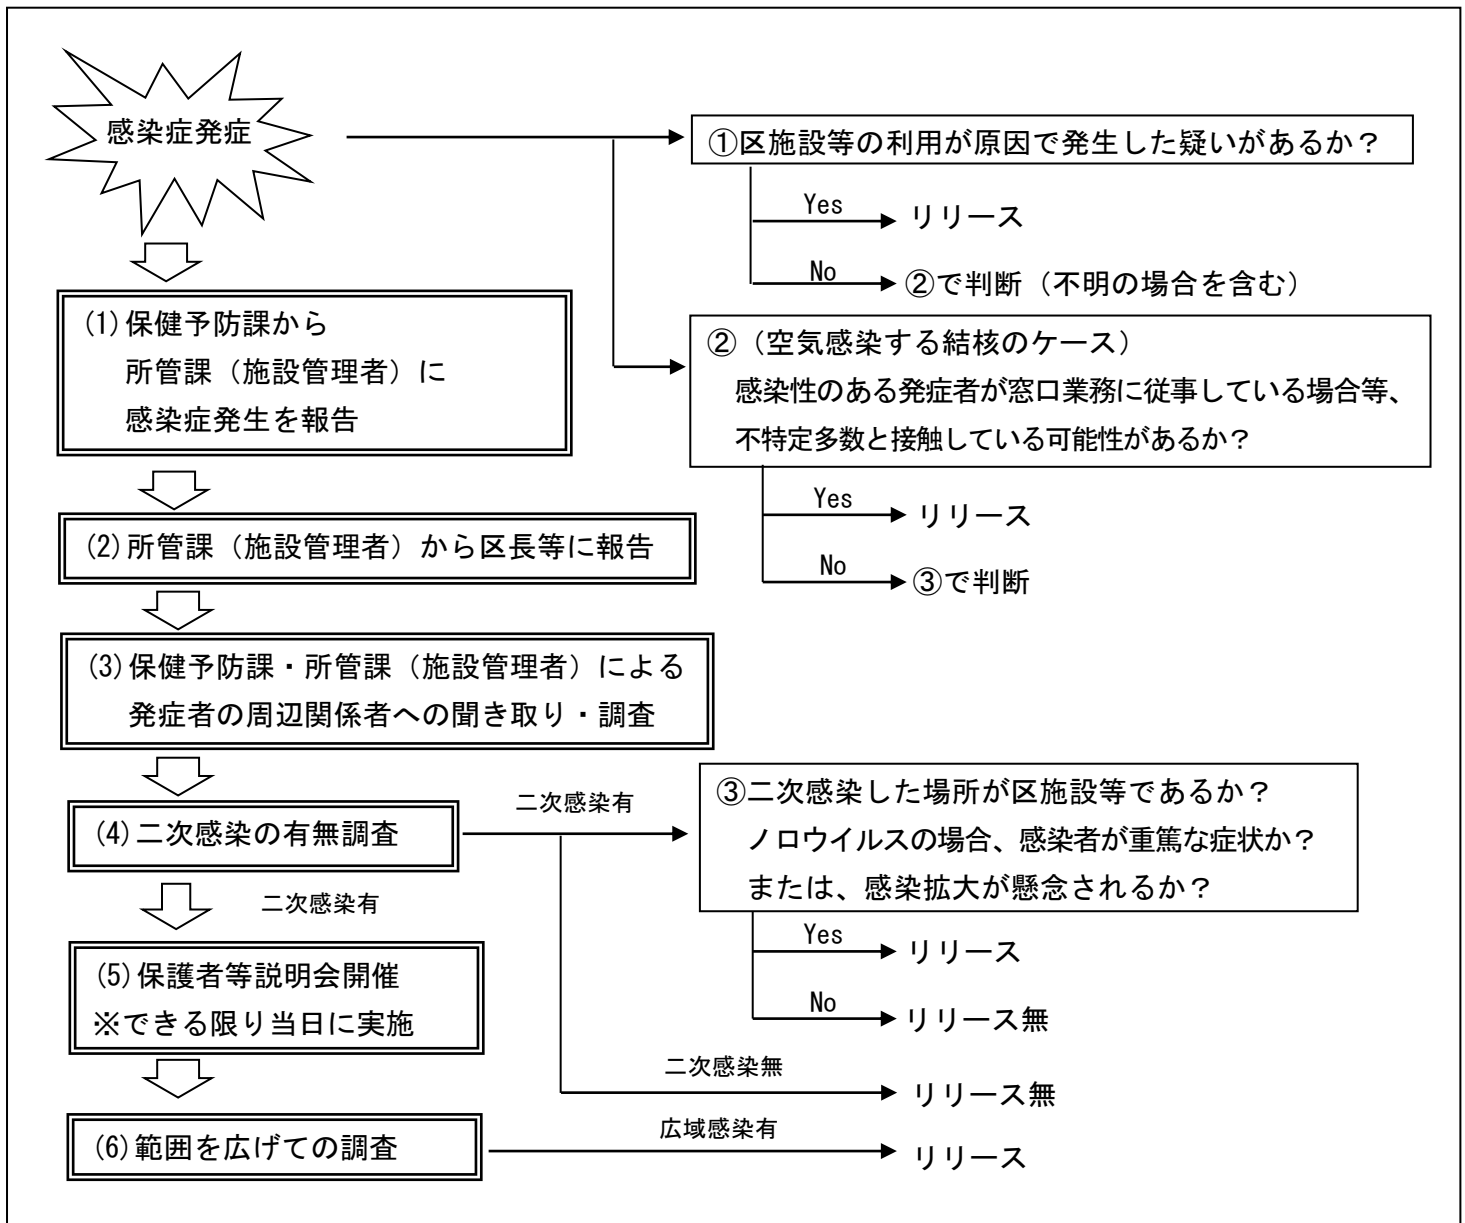 感染症発症
①区施設等の利用が原因で発生した疑いがあるか？
Yes
リリース
No
②で判断（不明の場合を含む）
(1)保健予防課から
所管課（施設管理者）に
感染症発生を報告
②（空気感染する結核のケース）
感染性のある発症者が窓口業務に従事している場合等、
不特定多数と接触している可能性があるか？
Yes
リリース
No
③で判断
(2)所管課（施設管理者）から区長等に報告
(3)保健予防課・所管課（施設管理者）による
発症者の周辺関係者への聞き取り・調査
(4)二次感染の有無調査
二次感染有
③二次感染した場所が区施設等であるか？
ノロウイルスの場合、感染者が重篤な症状か？
または、感染拡大が懸念されるか？
Yes
リリース
No
リリース無
二次感染有
(5)保護者等説明会開催
※できる限り当日に実施
二次感染無
リリース無
(6)範囲を広げての調査
広域感染有
リリース